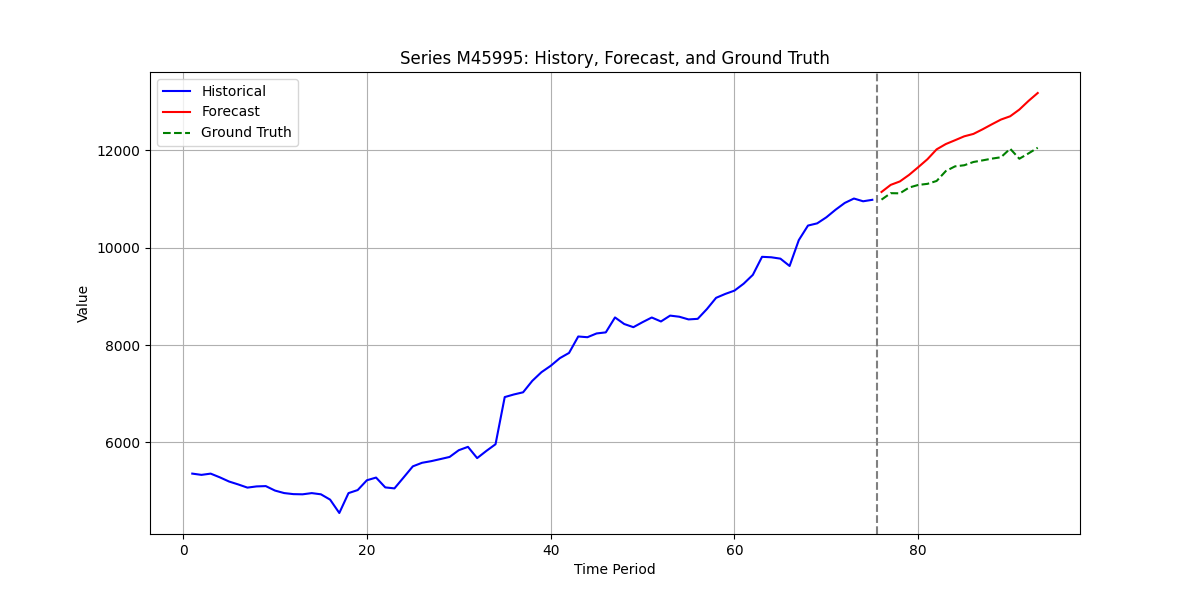 Series M45995: History, Forecast, and Ground Truth
Historical
Forecast
Ground Truth
12000
10000
8000
6000
Value
0 20 40 60 80
Time Period